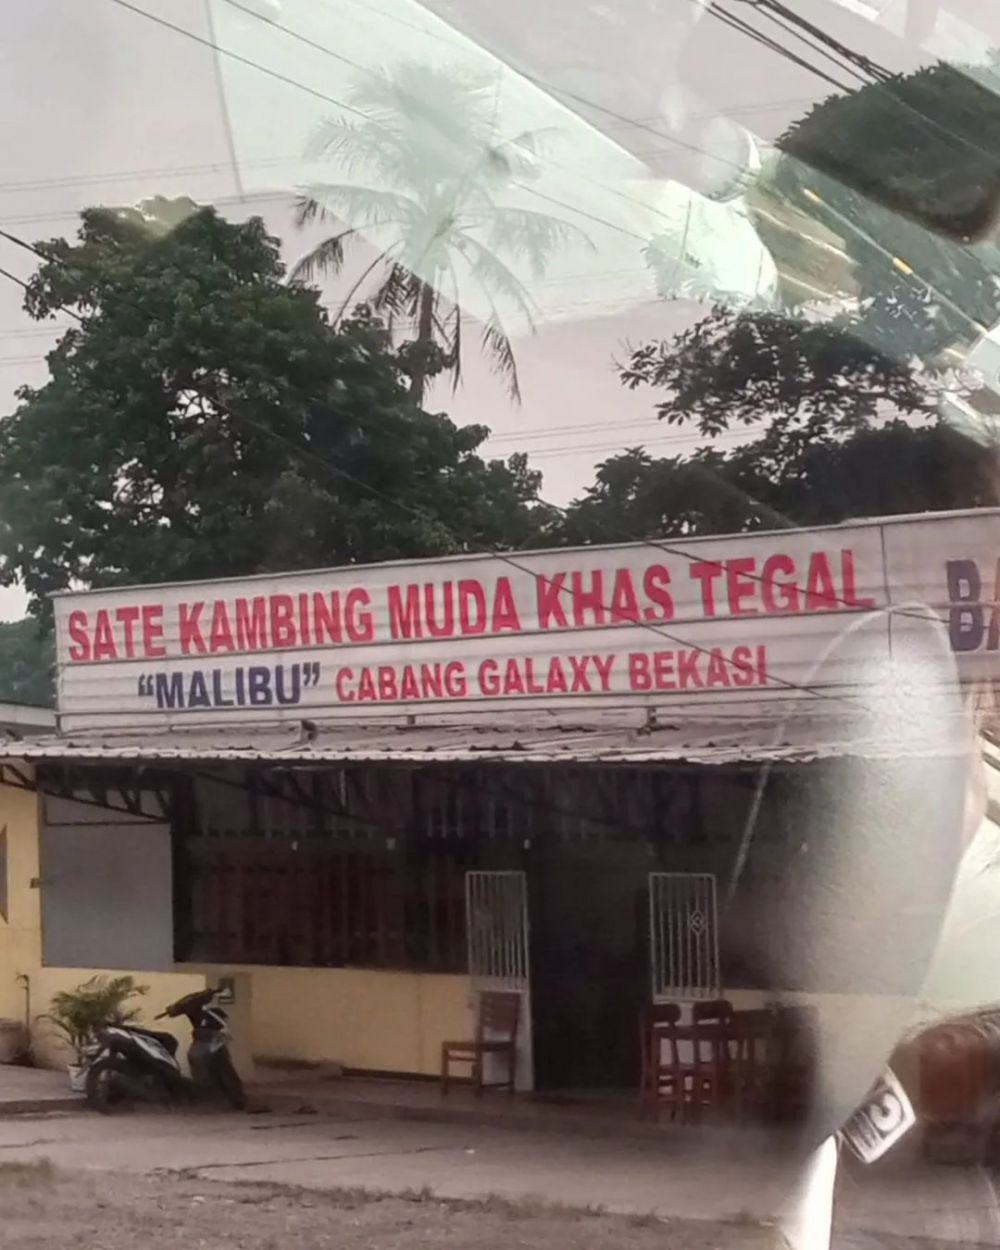 SATE KAMBING MUDA KHAS TEGAL
"MALIBU" CABANG GALAXY BEKASI